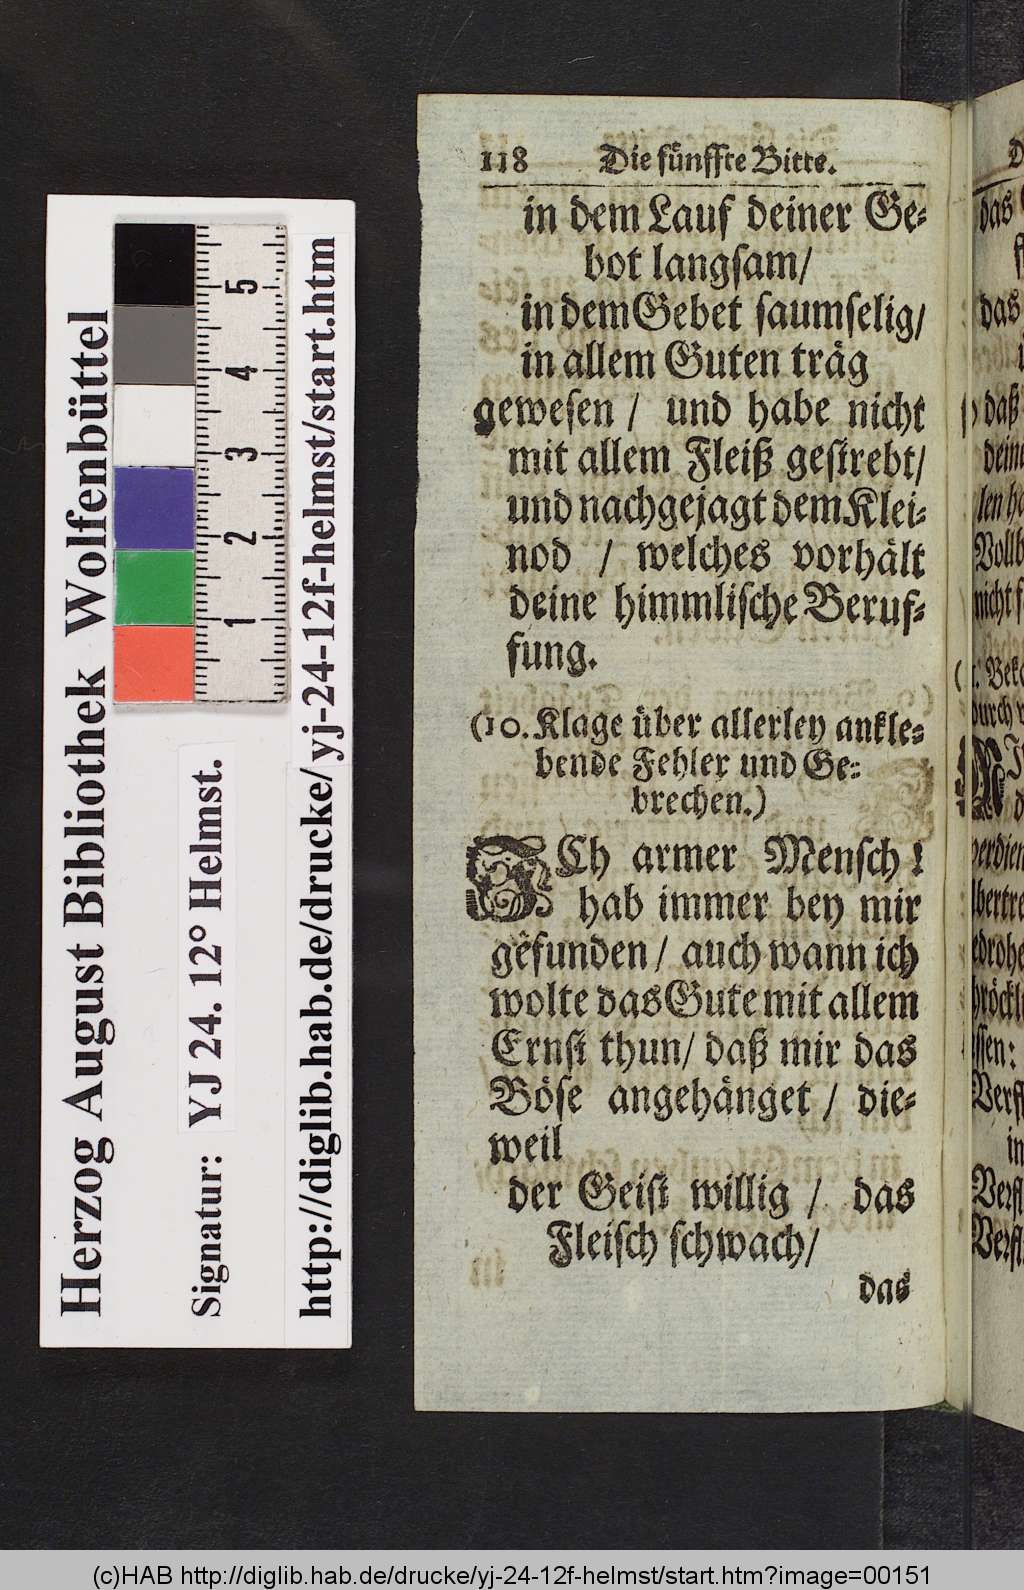 118 Die fünffte Bitte.
in dem Lauf deiner Ge-
bot langsam/
in dem Gebet saumselig/
in allem Guten träg
gewesen / und habe nicht
mit allem Fleiß gestrebt/
und nachgejagt dem Klei-
nod / welches vorhält
deine himmlische Beruf-
fung.
(10. Klage über allerley ankle-
bende Fehler und Ge-
brechen.)
ICh armer Mensch!
hab immer bey mir
gefunden / auch wann ich
wolte das Gute mit allem
Ernst thun/ daß mir das
Böse angehänget / die-
weil
der Geist willig / das
Fleisch schwach/
das
das
das
daß
deine
nicht
Herzog August Bibliothek Wolfenbüttel
Signatur: YJ 24. 12° Helmst.
http://diglib.hab.de/drucke/yj-24-12f-helmst/start.htm
5
4
3
2
1
(c)HAB http://diglib.hab.de/drucke/yj-24-12f-helmst/start.htm?image=00151